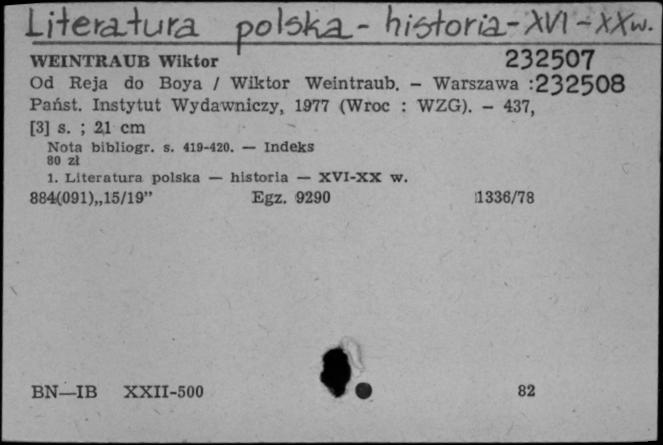 Literatura polska - historia - XVI - XX w.
WEINTRAUB Wiktor 232507
Od Reja do Boya / Wiktor Weintraub. – Warszawa : 232508
Państ. Instytut Wydawniczy, 1977 (Wroc : WZG). – 437,
[3] s. ; 21 cm
Nota bibliogr. s. 419-420. — Indeks
80 zł
1. Literatura polska — historia — XVI-XX w.
884(091)„15/19” Egz. 9290 1336/78
BN—IB XXII-500 82